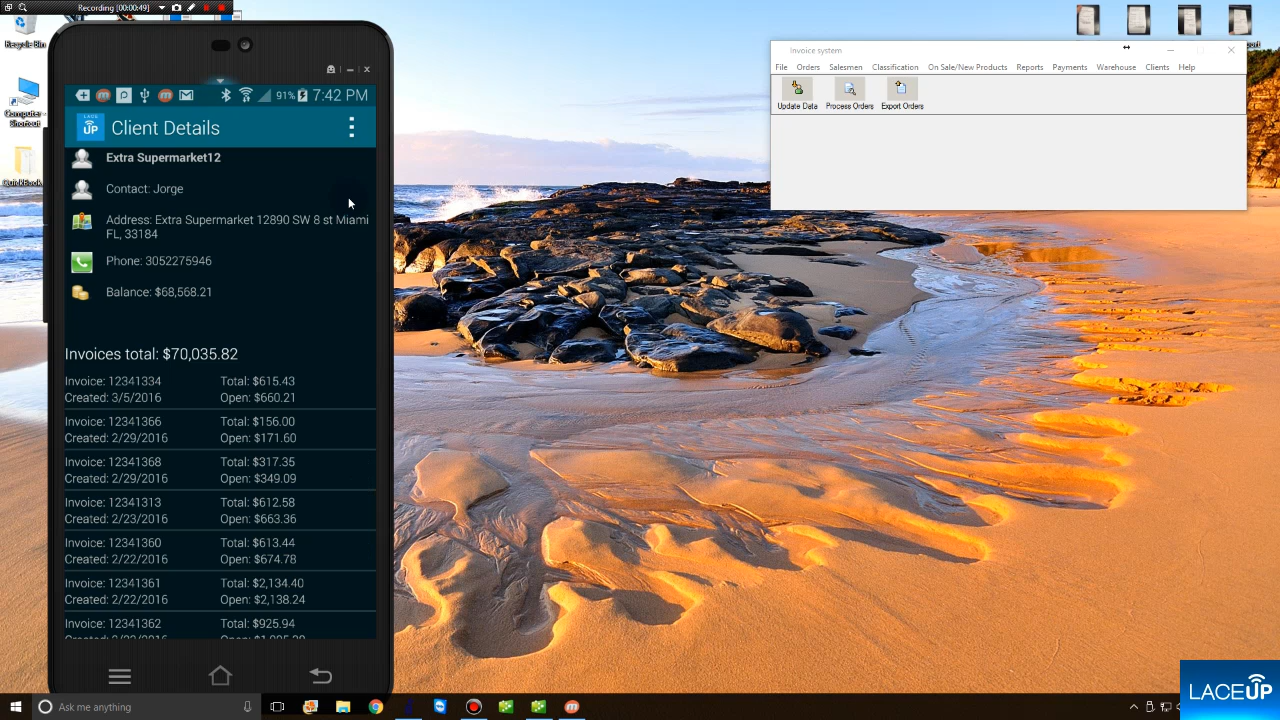 Recording [00:00:49]
Recycle Bin
Computer - Shortcut
91% 7:42 PM
LACE UP
Client Details
Extra Supermarket12
Contact: Jorge
Address: Extra Supermarket 12890 SW 8 st Miami
FL, 33184
Phone: 3052275946
Balance: $68,568.21
Invoices total: $70,035.82
Invoice: 12341334 Total: $615.43
Created: 3/5/2016 Open: $660.21
Invoice: 12341366 Total: $156.00
Created: 2/29/2016 Open: $171.60
Invoice: 12341368 Total: $317.35
Created: 2/29/2016 Open: $349.09
Invoice: 12341313 Total: $612.58
Created: 2/23/2016 Open: $663.36
Invoice: 12341360 Total: $613.44
Created: 2/22/2016 Open: $674.78
Invoice: 12341361 Total: $2,134.40
Created: 2/22/2016 Open: $2,138.24
Invoice: 12341362 Total: $925.94
Invoice system
File Orders Salesmen Classification On Sale/New Products Reports Payments Warehouse Clients Help
Update Data Process Orders Export Orders
Ask me anything
LACEUP